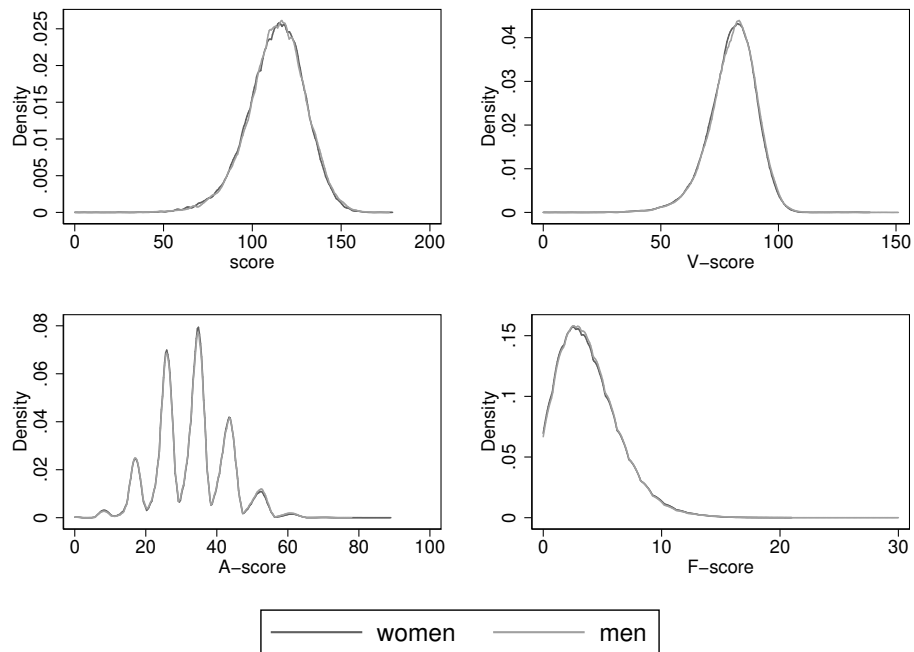 Density
0 .005 .01 .015 .02 .025
0 50 100 150 200
score
Density
0 .01 .02 .03 .04
0 50 100 150
V−score
Density
0 .02 .04 .06 .08
0 20 40 60 80 100
A−score
Density
0 .05 .1 .15
0 10 20 30
F−score
women men